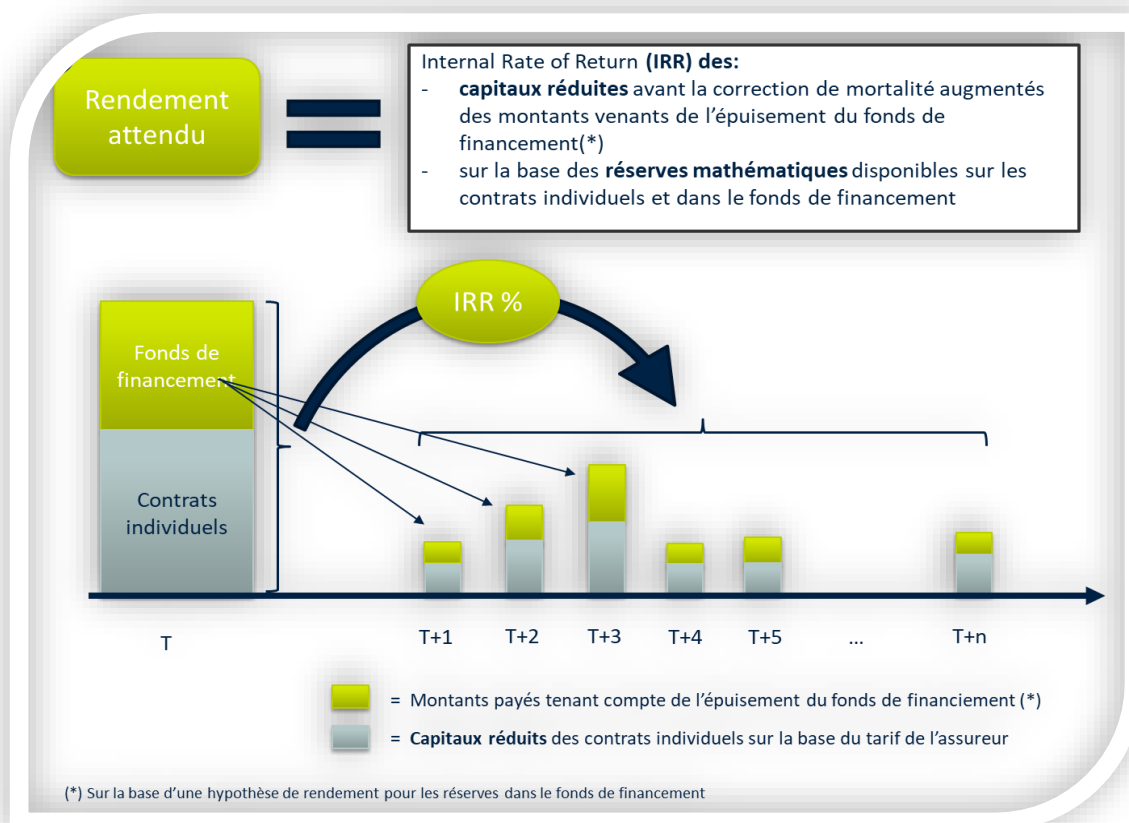 Rendement
attendu
Internal Rate of Return (IRR) des:
- capitaux réduites avant la correction de mortalité augmentés
des montants venants de l’épuisement du fonds de
financement(*)
- sur la base des réserves mathématiques disponibles sur les
contrats individuels et dans le fonds de financement
IRR %
Fonds de
financement
Contrats
individuels
T
T+1
T+2
T+3
T+4
T+5
...
T+n
= Montants payés tenant compte de l’épuisement du fonds de financiement (*)
= Capitaux réduits des contrats individuels sur la base du tarif de l’assureur
(*) Sur la base d’une hypothèse de rendement pour les réserves dans le fonds de financement